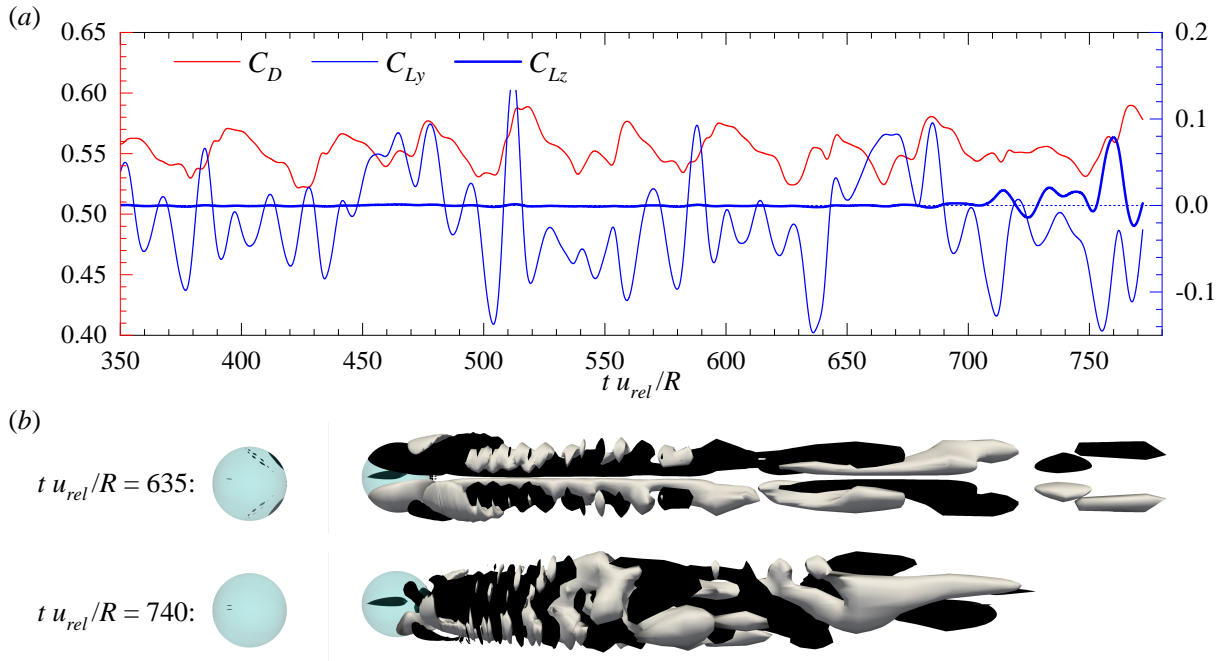 (a)
0.65
0.60
0.55
0.50
0.45
0.40
C_D C_Ly C_Lz
0.2
0.1
0.0
-0.1
350 400 450 500 550 600 650 700 750
t u_rel/R
(b)
t u_rel/R = 635:
t u_rel/R = 740: